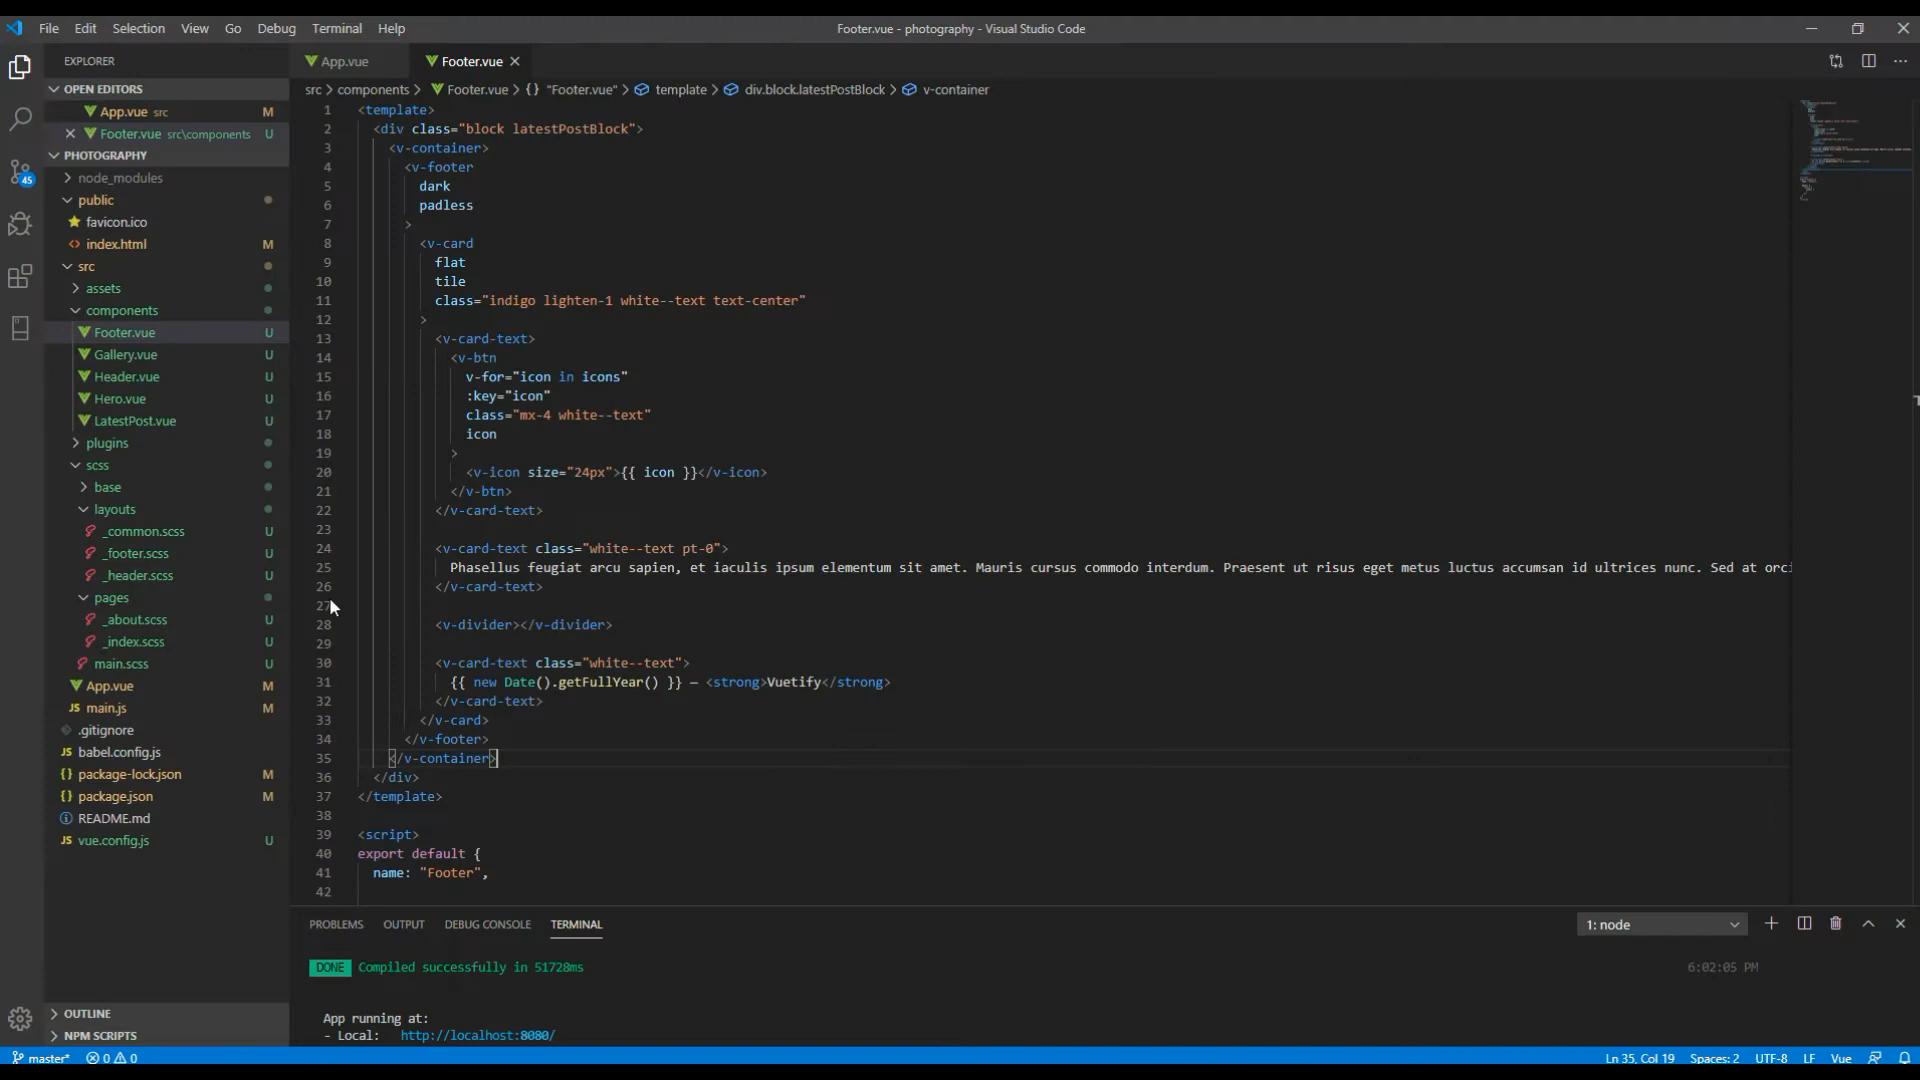 File Edit Selection View Go Debug Terminal Help
Footer.vue - photography - Visual Studio Code
EXPLORER
OPEN EDITORS
App.vue src M
Footer.vue src\components U
PHOTOGRAPHY
node_modules
public
favicon.ico
index.html M
src
assets
components
Footer.vue U
Gallery.vue U
Header.vue U
Hero.vue U
LatestPost.vue U
plugins
scss
base
layouts
_common.scss U
_footer.scss U
_header.scss U
pages
_about.scss U
_index.scss U
main.scss U
App.vue M
main.js M
.gitignore
babel.config.js
package-lock.json M
package.json M
README.md
vue.config.js U
OUTLINE
NPM SCRIPTS
45
App.vue
Footer.vue
src > components > Footer.vue > {} "Footer.vue" > template > div.block.latestPostBlock > v-container
1 <template>
2 <div class="block latestPostBlock">
3 <v-container>
4 <v-footer
5 dark
6 padless
7 >
8 <v-card
9 flat
10 tile
11 class="indigo lighten-1 white--text text-center"
12 >
13 <v-card-text>
14 <v-btn
15 v-for="icon in icons"
16 :key="icon"
17 class="mx-4 white--text"
18 icon
19 >
20 <v-icon size="24px">{{ icon }}</v-icon>
21 </v-btn>
22 </v-card-text>
23
24 <v-card-text class="white--text pt-0">
25 Phasellus feugiat arcu sapien, et iaculis ipsum elementum sit amet. Mauris cursus commodo interdum. Praesent ut risus eget metus luctus accumsan id ultrices nunc. Sed at orci
26 </v-card-text>
27
28 <v-divider></v-divider>
29
30 <v-card-text class="white--text">
31 {{ new Date().getFullYear() }} — <strong>Vuetify</strong>
32 </v-card-text>
33 </v-card>
34 </v-footer>
35 </v-container>
36 </div>
37 </template>
38
39 <script>
40 export default {
41 name: "Footer",
42
PROBLEMS OUTPUT DEBUG CONSOLE TERMINAL
1: node
DONE Compiled successfully in 51728ms 6:02:05 PM
App running at:
- Local: http://localhost:8080/
master* 0 0
Ln 35, Col 19 Spaces: 2 UTF-8 LF Vue